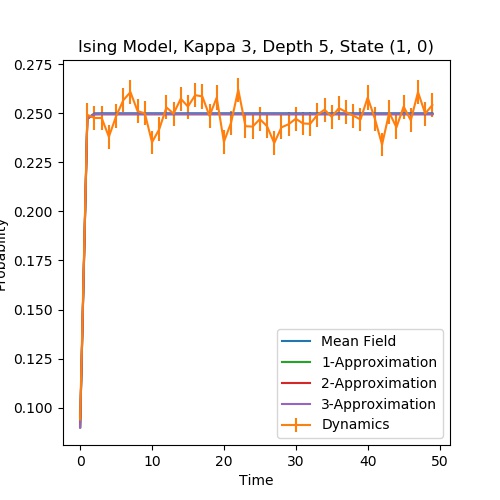 Ising Model, Kappa 3, Depth 5, State (1, 0)
0.275
0.250
0.225
0.200
0.175
0.150
0.125
0.100
Probability
Mean Field
1-Approximation
2-Approximation
3-Approximation
Dynamics
0
10
20
30
40
50
Time